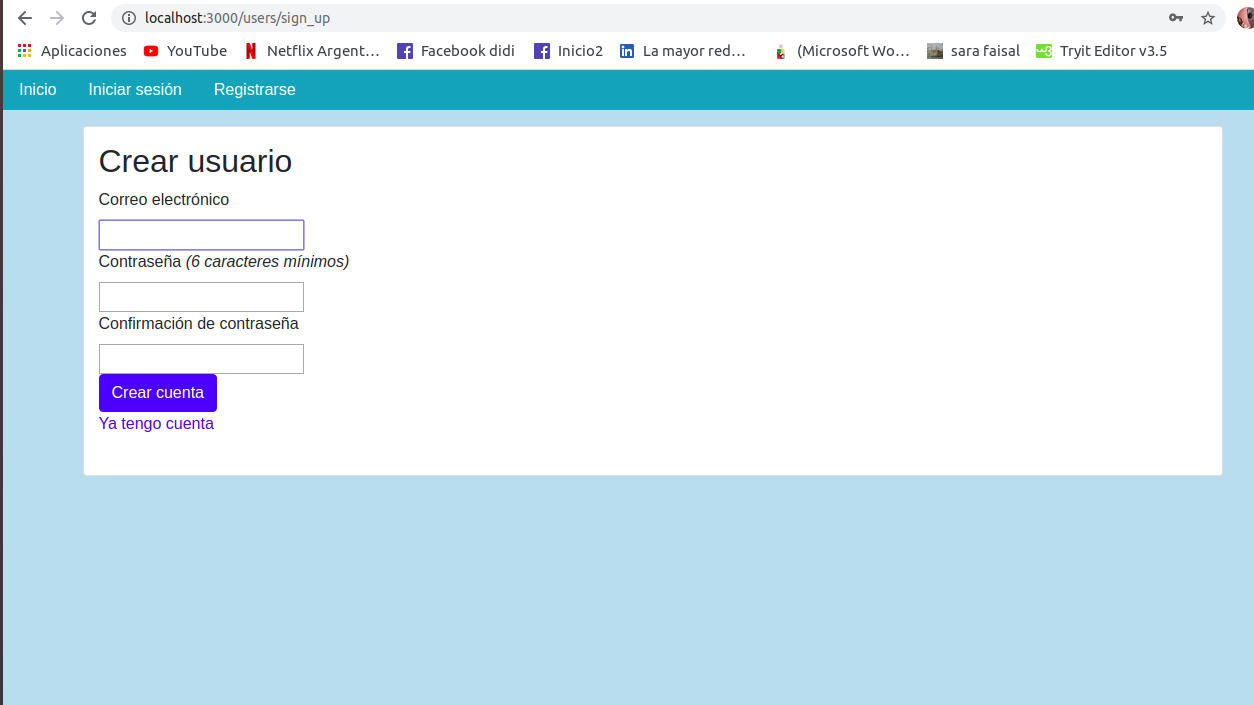 localhost:3000/users/sign_up
Aplicaciones YouTube Netflix Argent... Facebook didi Inicio2 in La mayor red... (Microsoft Wo... sara faisal w3 Tryit Editor v3.5
Inicio Iniciar sesión Registrarse
Crear usuario
Correo electrónico
Contraseña (6 caracteres mínimos)
Confirmación de contraseña
Crear cuenta
Ya tengo cuenta